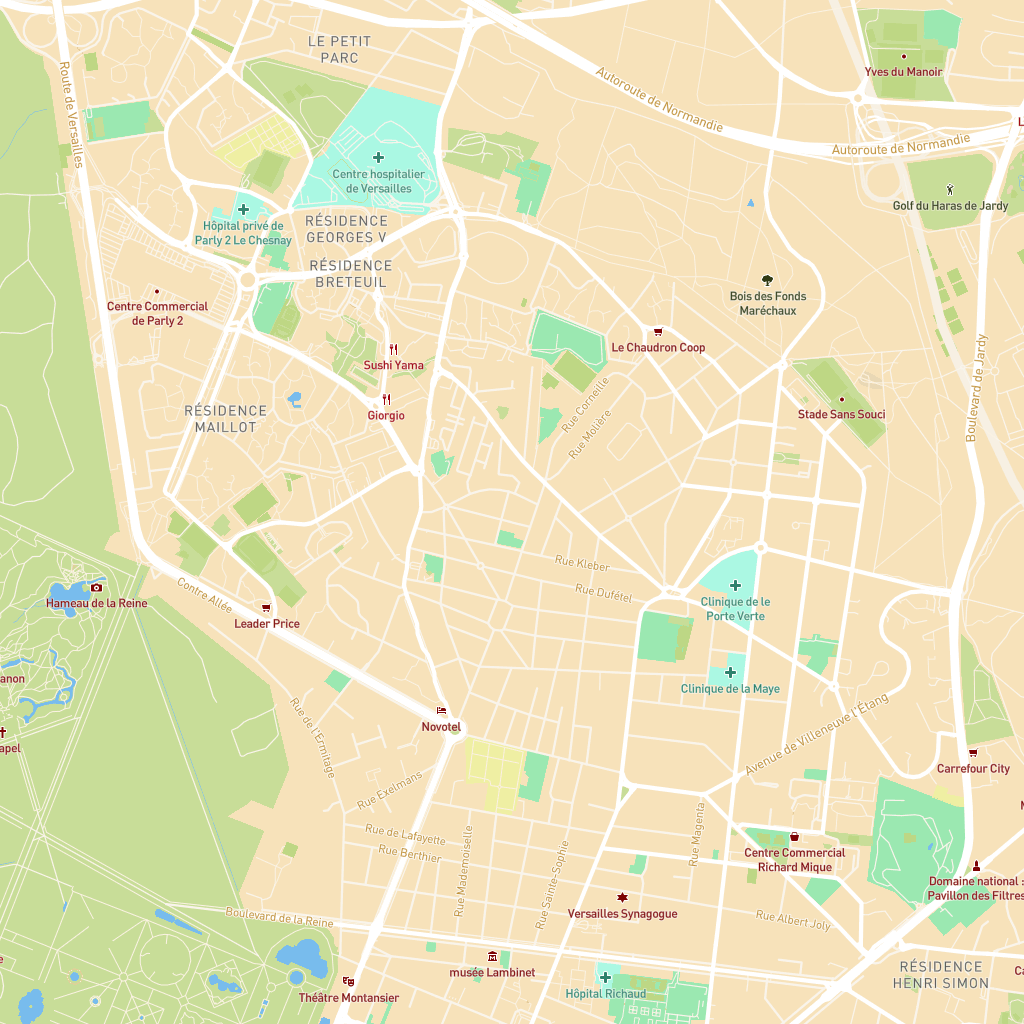 LE PETIT
PARC
Yves du Manoir
Route de Versailles
Autoroute de Normandie
Autoroute de Normandie
L
Centre hospitalier
de Versailles
Golf du Haras de Jardy
Hôpital privé de
Parly 2 Le Chesnay
RÉSIDENCE
GEORGES V
RÉSIDENCE
BRETEUIL
Centre Commercial
de Parly 2
Bois des Fonds
Maréchaux
Le Chaudron Coop
Sushi Yama
Giorgio
RÉSIDENCE
MAILLOT
Rue Corneille
Rue Molière
Stade Sans Souci
Boulevard de Jardy
Rue Kleber
Rue Dufétel
Contre Allée
Hameau de la Reine
Leader Price
Clinique de le
Porte Verte
anon
Clinique de la Maye
apel
Novotel
Rue de l'Ermitage
Avenue de Villeneuve l'Étang
Carrefour City
Rue Exelmans
Rue de Lafayette
Rue Berthier
Rue Mademoiselle
Rue Sainte-Sophie
Rue Magenta
Centre Commercial
Richard Mique
Domaine national :
Pavillon des Filtres
Versailles Synagogue
Boulevard de la Reine
Rue Albert Joly
musée Lambinet
Théâtre Montansier
Hôpital Richaud
RÉSIDENCE
HENRI SIMON
Ca